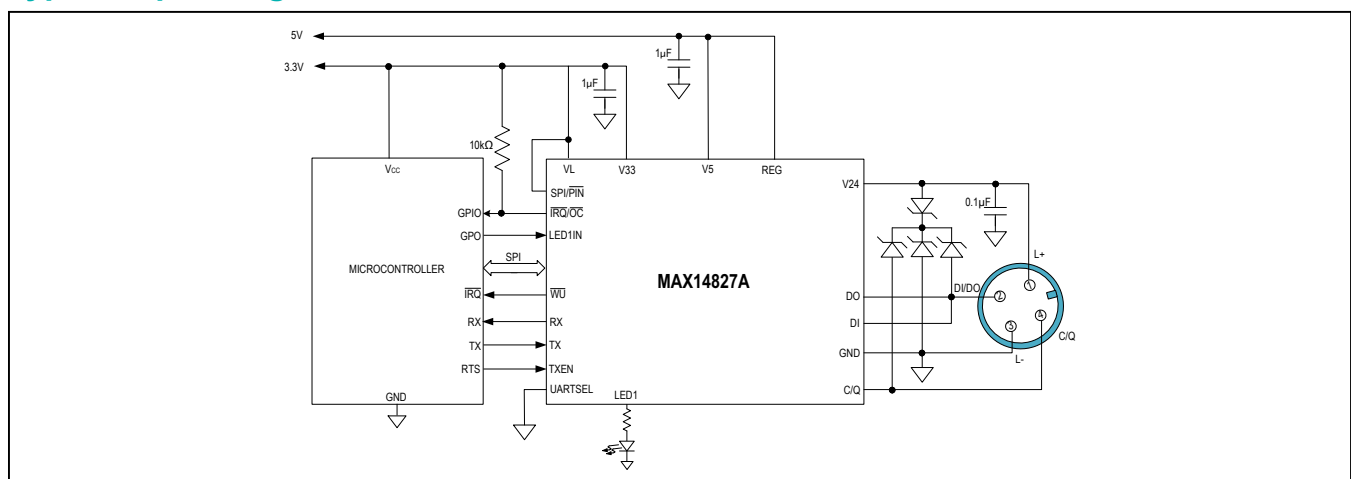 5V
3.3V
1µF
1µF
10kΩ
Vcc
VL
V33
V5
REG
SPI/PIN
V24
0.1µF
GPIO
IRQ/OC
GPO
LED1IN
L+
SPI
MICROCONTROLLER
MAX14827A
IRQ
WU
DO
DI/DO
2
1
RX
RX
DI
3
4
TX
TX
C/Q
RTS
TXEN
GND
L-
UARTSEL
C/Q
GND
LED1